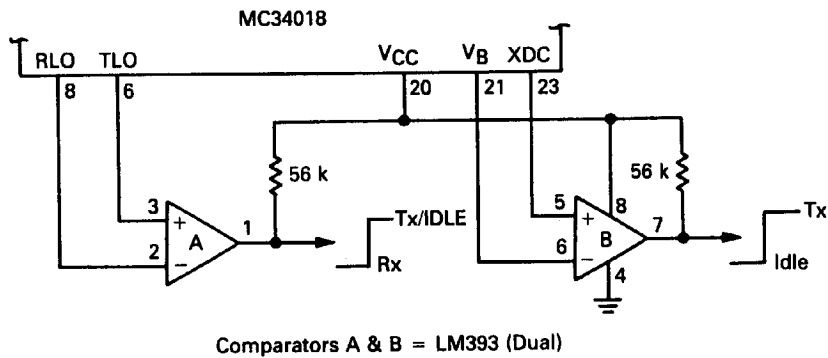 MC34018
RLO TLO VCC VB XDC
8 6 20 21 23
56 k 56 k
3 + 1 Tx/IDLE
A
2 − Rx
5 + 8 7 Tx
B
6 − 4 Idle
Comparators A & B = LM393 (Dual)